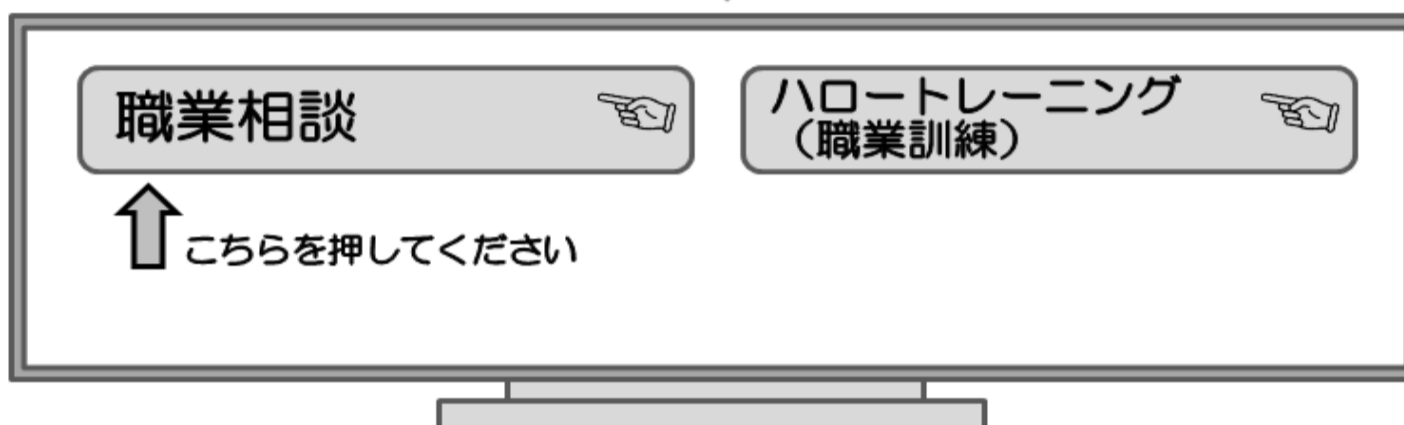 職業相談
ハロートレーニング
（職業訓練）
こちらを押してください